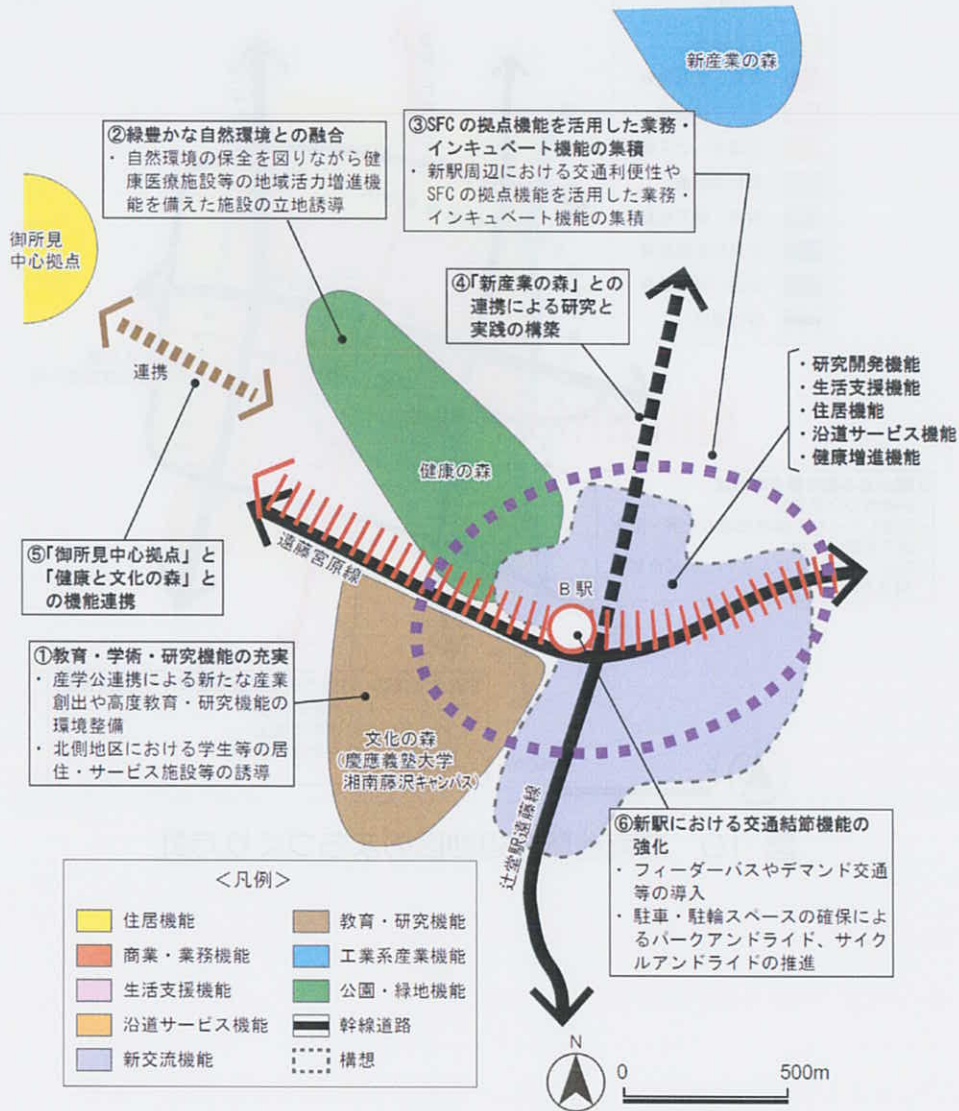 新産業の森
②緑豊かな自然環境との融合
・ 自然環境の保全を図りながら健
康医療施設等の地域活力増進機
能を備えた施設の立地誘導
③SFC の拠点機能を活用した業務・
インキュベート機能の集積
・ 新駅周辺における交通利便性や
SFC の拠点機能を活用した業務・
インキュベート機能の集積
御所見
中心拠点
④「新産業の森」との
連携による研究と
実践の構築
連携
・研究開発機能
・生活支援機能
・住居機能
・沿道サービス機能
・健康増進機能
健康の森
⑤「御所見中心拠点」と
「健康と文化の森」と
の機能連携
遠藤宮原線
B駅
①教育・学術・研究機能の充実
・ 産学公連携による新たな産業
創出や高度教育・研究機能の
環境整備
・ 北側地区における学生等の居
住・サービス施設等の誘導
文化の森
(慶應義塾大学
湘南藤沢キャンパス)
辻堂駅遠藤線
⑥新駅における交通結節機能の
強化
・ フィーダーバスやデマンド交通
等の導入
・ 駐車・駐輪スペースの確保によ
るパークアンドライド、サイク
ルアンドライドの推進
＜凡例＞
住居機能
商業・業務機能
生活支援機能
沿道サービス機能
新交流機能
教育・研究機能
工業系産業機能
公園・緑地機能
幹線道路
構想
N
0 500m